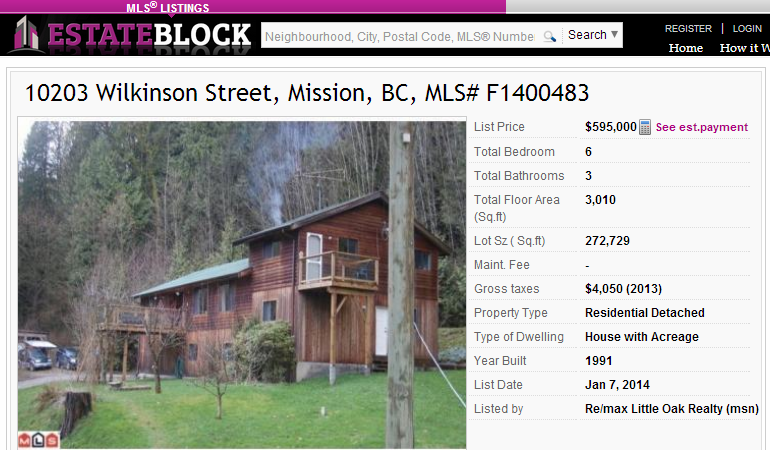 MLS® LISTINGS
ESTATEBLOCK
Neighbourhood, City, Postal Code, MLS® Number
Search
REGISTER | LOGIN
Home How it W
10203 Wilkinson Street, Mission, BC, MLS# F1400483
List Price $595,000 See est.payment
Total Bedroom 6
Total Bathrooms 3
Total Floor Area 3,010
(Sq.ft)
Lot Sz ( Sq.ft) 272,729
Maint. Fee -
Gross taxes $4,050 (2013)
Property Type Residential Detached
Type of Dwelling House with Acreage
Year Built 1991
List Date Jan 7, 2014
Listed by Re/max Little Oak Realty (msn)
MLS